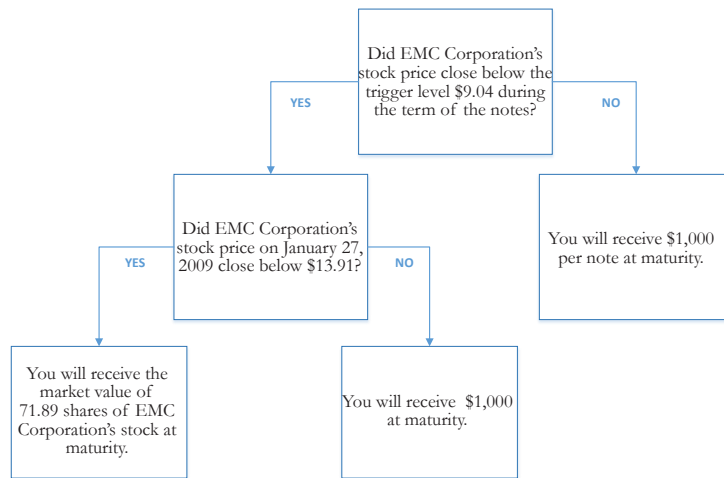 Did EMC Corporation’s
stock price close below the
trigger level $9.04 during
the term of the notes?
YES
NO
Did EMC Corporation’s
stock price on January 27,
2009 close below $13.91?
You will receive $1,000
per note at maturity.
YES
NO
You will receive the
market value of
71.89 shares of EMC
Corporation’s stock at
maturity.
You will receive $1,000
at maturity.